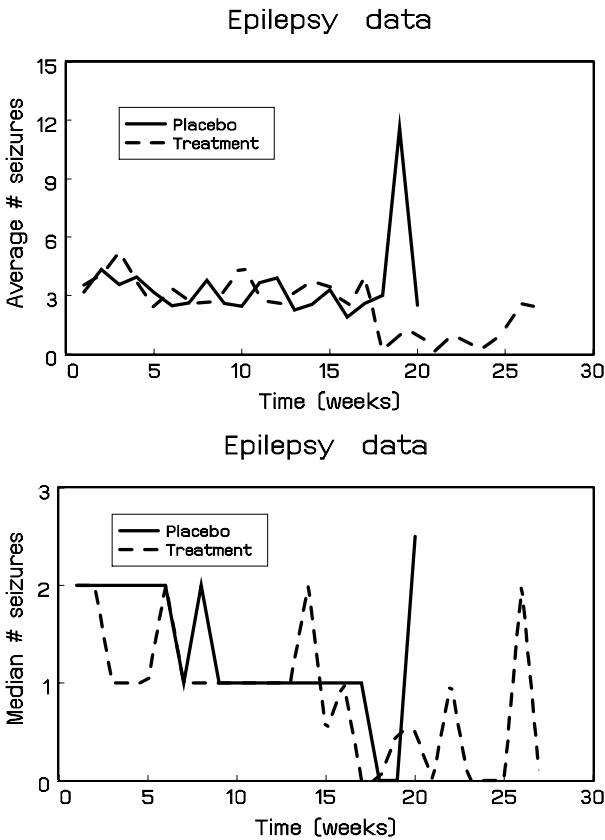 Epilepsy data
15
12
9
6
3
0
Average # seizures
Placebo
Treatment
0 5 10 15 20 25 30
Time (weeks)
Epilepsy data
3
2
1
0
Median # seizures
Placebo
Treatment
0 5 10 15 20 25 30
Time (weeks)